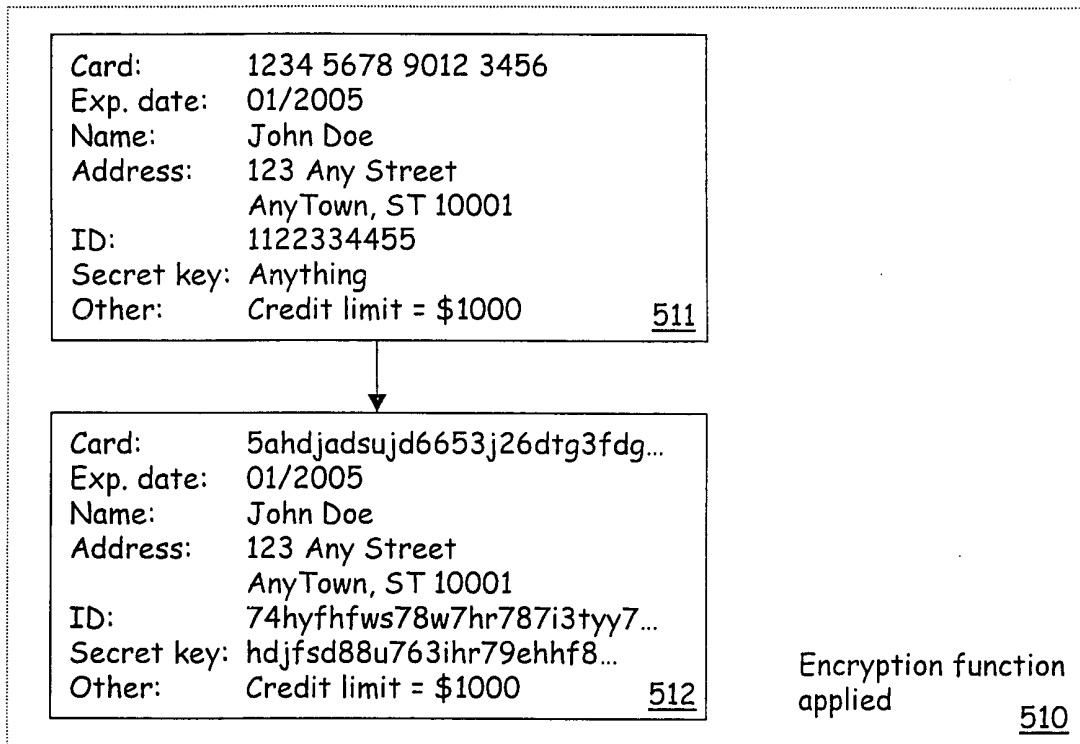 Card: 1234 5678 9012 3456
Exp. date: 01/2005
Name: John Doe
Address: 123 Any Street
AnyTown, ST 10001
ID: 1122334455
Secret key: Anything
Other: Credit limit = $1000 511
Card: 5ahdjadsujd6653j26dtg3fdg...
Exp. date: 01/2005
Name: John Doe
Address: 123 Any Street
AnyTown, ST 10001
ID: 74hyfhfws78w7hr787i3tyy7...
Secret key: hdjfsd88u763ihr79ehhf8...
Other: Credit limit = $1000 512
Encryption function
applied 510